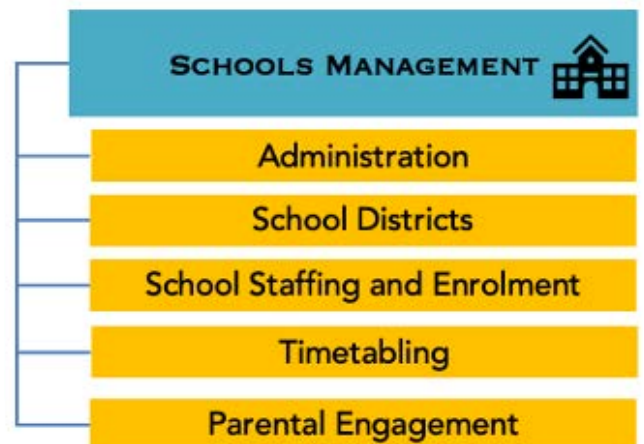 SCHOOLS MANAGEMENT
Administration
School Districts
School Staffing and Enrolment
Timetabling
Parental Engagement